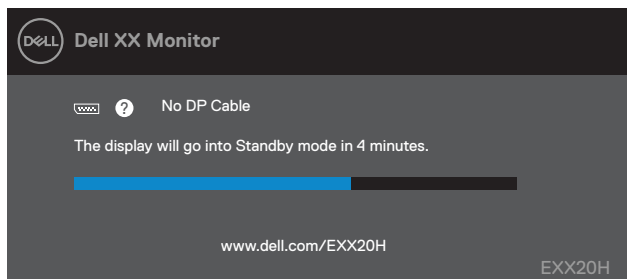 DELL Dell XX Monitor
? No DP Cable
The display will go into Standby mode in 4 minutes.
www.dell.com/EXX20H
EXX20H